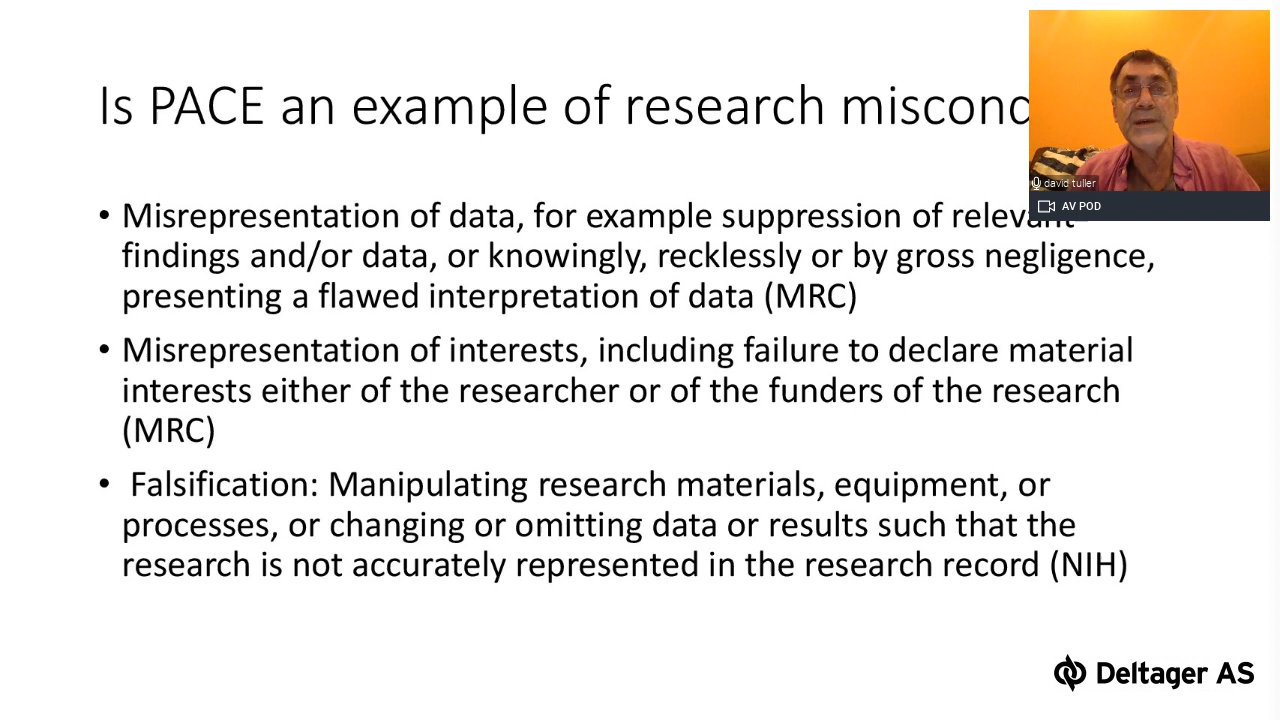 Is PACE an example of research miscond
• Misrepresentation of data, for example suppression of relevant
findings and/or data, or knowingly, recklessly or by gross negligence,
presenting a flawed interpretation of data (MRC)
• Misrepresentation of interests, including failure to declare material
interests either of the researcher or of the funders of the research
(MRC)
• Falsification: Manipulating research materials, equipment, or
processes, or changing or omitting data or results such that the
research is not accurately represented in the research record (NIH)
david tuller
AV POD
Deltager AS